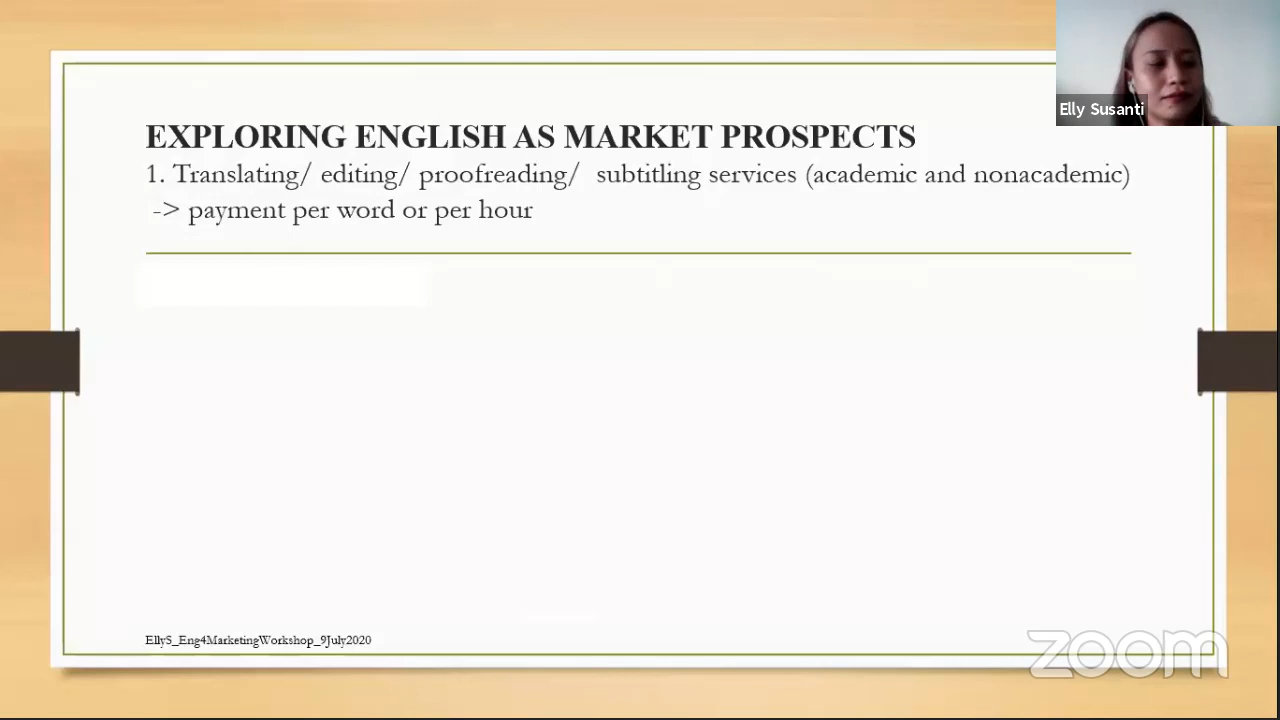 Elly Susanti
EXPLORING ENGLISH AS MARKET PROSPECTS
1. Translating/ editing/ proofreading/  subtitling services (academic and nonacademic)
-> payment per word or per hour
EllyS_Eng4MarketingWorkshop_9July2020
zoom